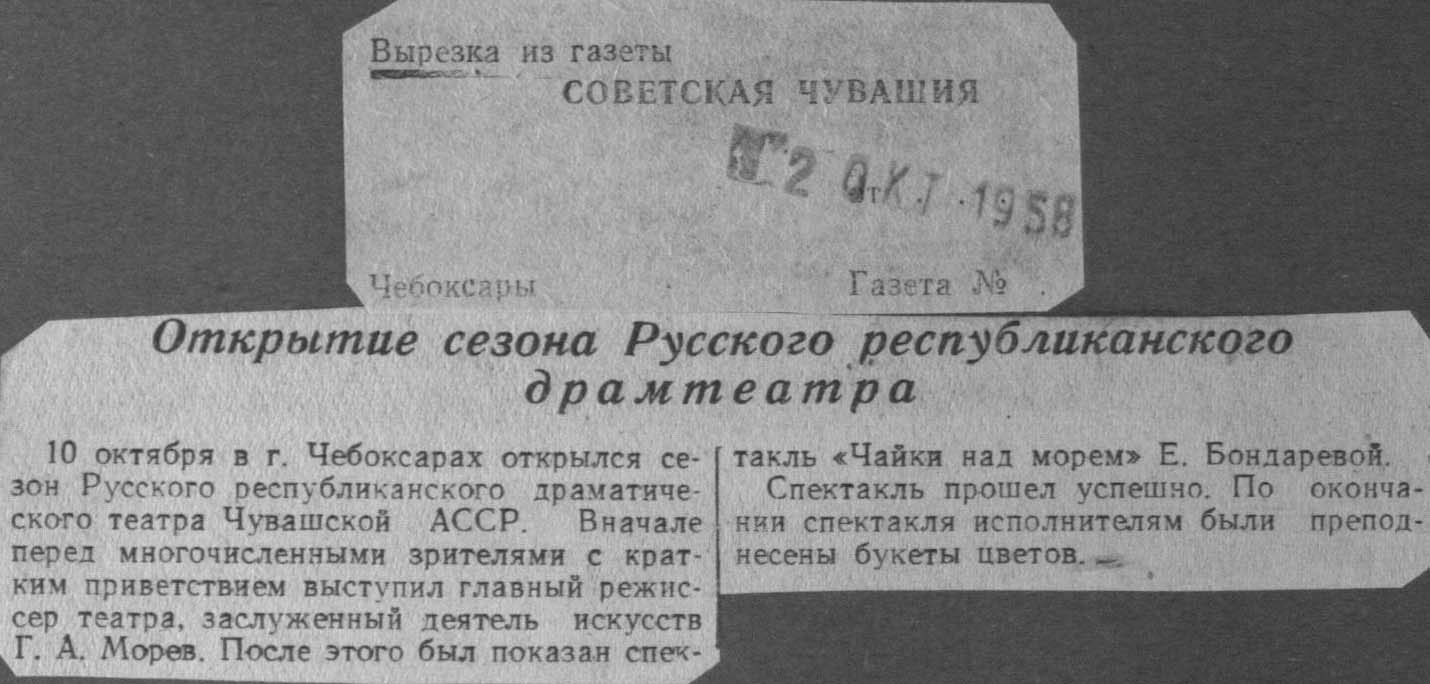 Вырезка из газеты
СОВЕТСКАЯ ЧУВАШИЯ
2 ОКТ 1958
от
Чебоксары
Газета №
Открытие сезона Русского республиканского
драмтеатра
10 октября в г. Чебоксарах открылся се-
зон Русского республиканского драматиче-
ского театра Чувашской АССР. Вначале
перед многочисленными зрителями с крат-
ким приветствием выступил главный режис-
сер театра, заслуженный деятель искусств
Г. А. Морев. После этого был показан спек-
такль «Чайки над морем» Е. Бондаревой.
Спектакль прошел успешно. По оконча-
нии спектакля исполнителям были препод-
несены букеты цветов.